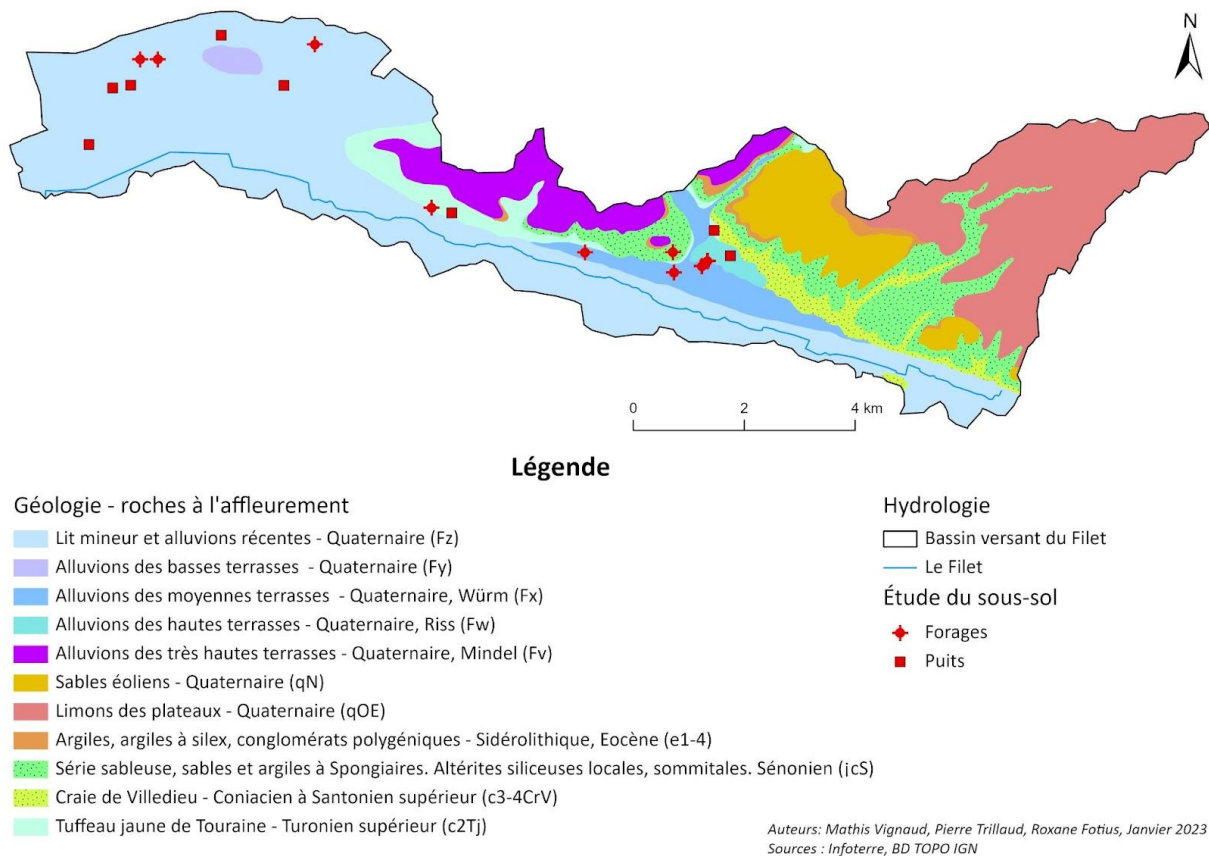 N
0
2
4 km
Légende
Géologie - roches à l'affleurement
Lit mineur et alluvions récentes - Quaternaire (Fz)
Alluvions des basses terrasses - Quaternaire (Fy)
Alluvions des moyennes terrasses - Quaternaire, Würm (Fx)
Alluvions des hautes terrasses - Quaternaire, Riss (Fw)
Alluvions des très hautes terrasses - Quaternaire, Mindel (Fv)
Sables éoliens - Quaternaire (qN)
Limons des plateaux - Quaternaire (qOE)
Argiles, argiles à silex, conglomérats polygéniques - Sidérolithique, Eocène (e1-4)
Série sableuse, sables et argiles à Spongiaires. Altérites siliceuses locales, sommitales. Sénonien (jcS)
Craie de Villedieu - Coniacien à Santonien supérieur (c3-4CrV)
Tuffeau jaune de Touraine - Turonien supérieur (c2Tj)
Hydrologie
Bassin versant du Filet
Le Filet
Étude du sous-sol
Forages
Puits
Auteurs: Mathis Vignaud, Pierre Trillaud, Roxane Fotius, Janvier 2023
Sources : Infoterre, BD TOPO IGN